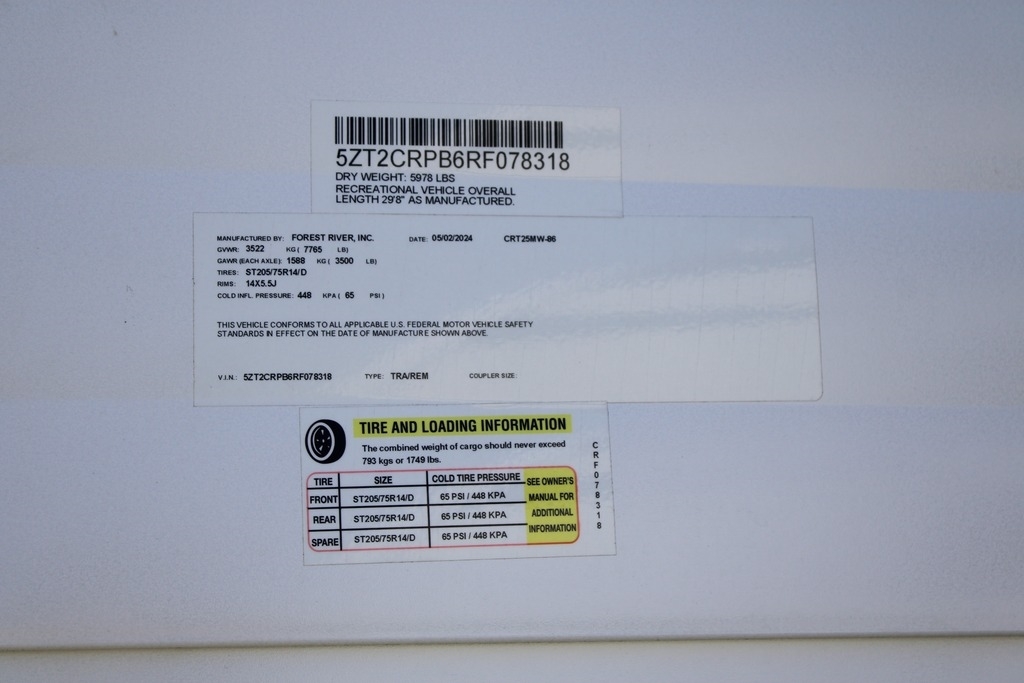 5ZT2CRPB6RF078318
DRY WEIGHT: 5978 LBS
RECREATIONAL VEHICLE OVERALL
LENGTH 29'8" AS MANUFACTURED.
MANUFACTURED BY: FOREST RIVER, INC. DATE: 05/02/2024 CRT25MW-86
GVWR: 3522 KG ( 7765 LB)
GAWR (EACH AXLE): 1588 KG ( 3500 LB)
TIRES: ST205/75R14/D
RIMS: 14X5.5J
COLD INFL. PRESSURE: 448 KPA ( 65 PSI )
THIS VEHICLE CONFORMS TO ALL APPLICABLE U.S. FEDERAL MOTOR VEHICLE SAFETY
STANDARDS IN EFFECT ON THE DATE OF MANUFACTURE SHOWN ABOVE.
V.I.N.: 5ZT2CRPB6RF078318 TYPE: TRA/REM COUPLER SIZE:
TIRE AND LOADING INFORMATION
The combined weight of cargo should never exceed
793 kgs or 1749 lbs.
TIRE SIZE COLD TIRE PRESSURE
FRONT ST205/75R14/D 65 PSI / 448 KPA
REAR ST205/75R14/D 65 PSI / 448 KPA
SPARE ST205/75R14/D 65 PSI / 448 KPA
SEE OWNER'S
MANUAL FOR
ADDITIONAL
INFORMATION
CRF078318